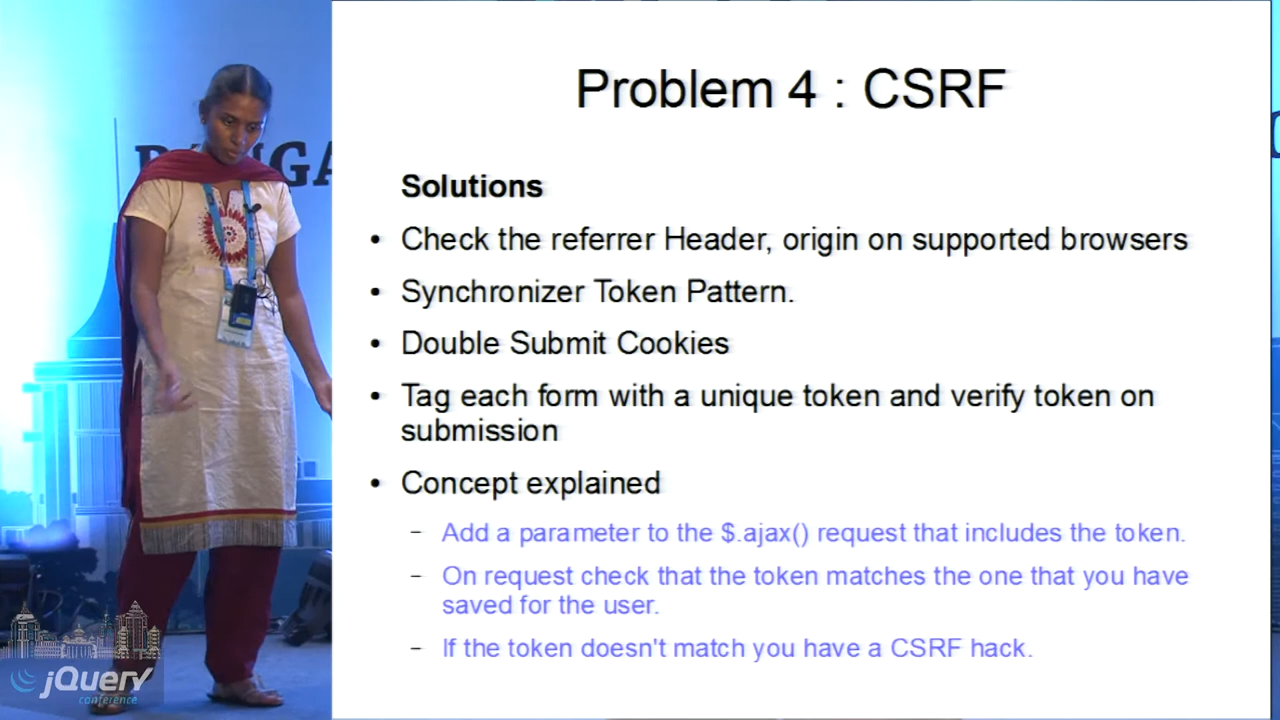 Problem 4 : CSRF
Solutions
• Check the referrer Header, origin on supported browsers
• Synchronizer Token Pattern.
• Double Submit Cookies
• Tag each form with a unique token and verify token on
submission
• Concept explained
– Add a parameter to the $.ajax() request that includes the token.
– On request check that the token matches the one that you have
saved for the user.
– If the token doesn't match you have a CSRF hack.
jQuery
conference